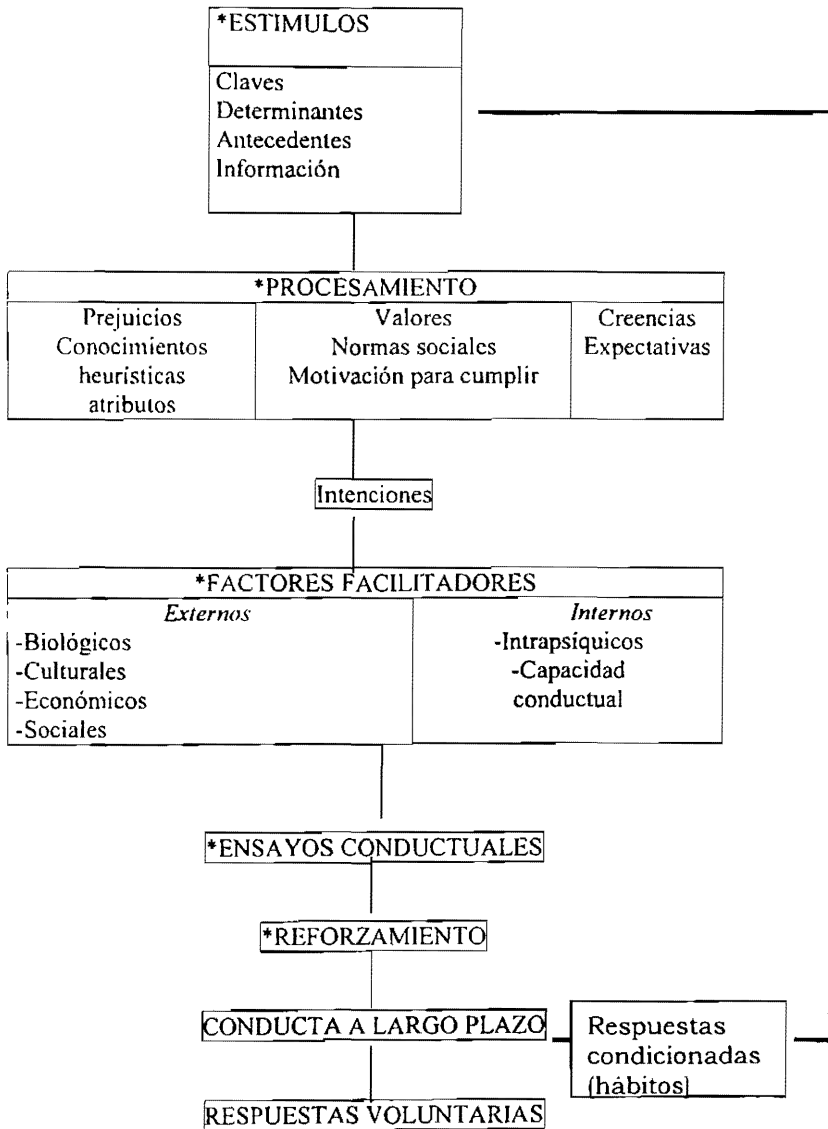 *ESTIMULOS
Claves
Determinantes
Antecedentes
Información
*PROCESAMIENTO
Prejuicios
Conocimientos
heurísticas
atributos
Valores
Normas sociales
Motivación para cumplir
Creencias
Expectativas
Intenciones
*FACTORES FACILITADORES
Externos
-Biológicos
-Culturales
-Económicos
-Sociales
Internos
-Intrapsíquicos
-Capacidad
conductual
*ENSAYOS CONDUCTUALES
*REFORZAMIENTO
CONDUCTA A LARGO PLAZO
Respuestas
condicionadas
(hábitos)
RESPUESTAS VOLUNTARIAS